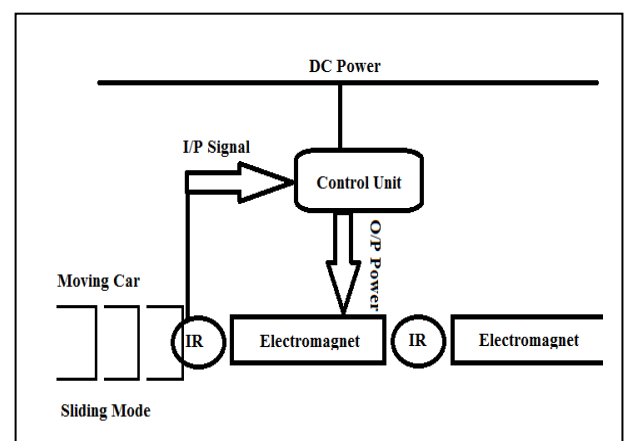 DC Power
I/P Signal
Control Unit
O/P Power
Moving Car
IR
Electromagnet
IR
Electromagnet
Sliding Mode